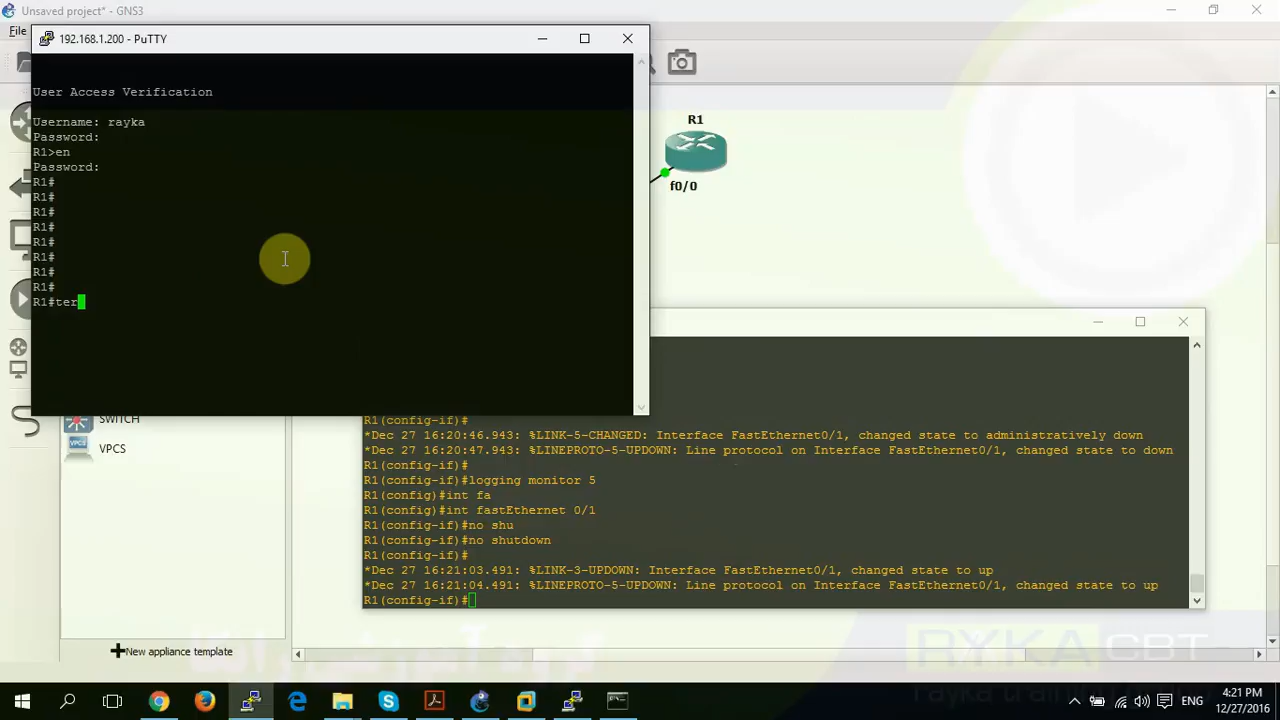 Unsaved project* - GNS3
File
192.168.1.200 - PuTTY
User Access Verification
Username: rayka
Password:
R1>en
Password:
R1#
R1#
R1#
R1#
R1#
R1#
R1#
R1#
R1#ter
R1
f0/0
SWITCH
VPCS
New appliance template
R1(config-if)#
*Dec 27 16:20:46.943: %LINK-5-CHANGED: Interface FastEthernet0/1, changed state to administratively down
*Dec 27 16:20:47.943: %LINEPROTO-5-UPDOWN: Line protocol on Interface FastEthernet0/1, changed state to down
R1(config-if)#
R1(config-if)#logging monitor 5
R1(config)#int fa
R1(config)#int fastEthernet 0/1
R1(config-if)#no shu
R1(config-if)#no shutdown
R1(config-if)#
*Dec 27 16:21:03.491: %LINK-3-UPDOWN: Interface FastEthernet0/1, changed state to up
*Dec 27 16:21:04.491: %LINEPROTO-5-UPDOWN: Line protocol on Interface FastEthernet0/1, changed state to up
R1(config-if)#
RYKA CBT
ENG
4:21 PM
12/27/2016